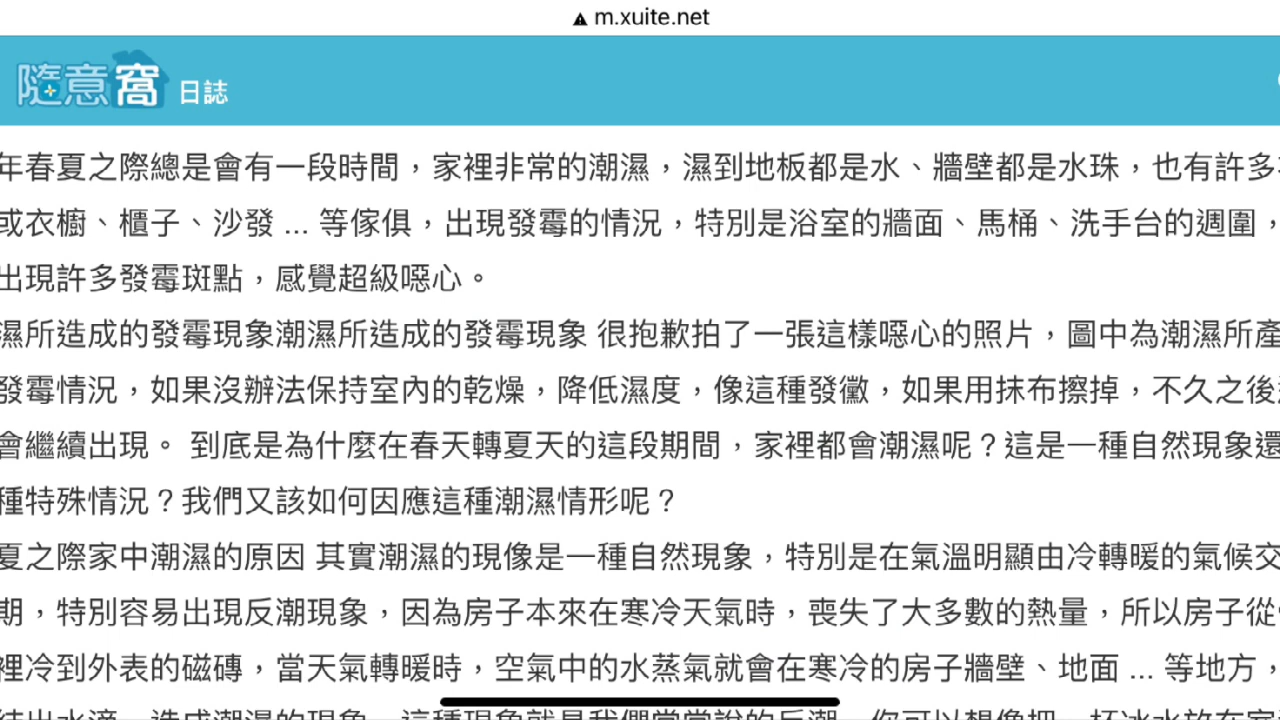 m.xuite.net
隨意窩 日誌
年春夏之際總是會有一段時間，家裡非常的潮濕，濕到地板都是水、牆壁都是水珠，也有許多
或衣櫥、櫃子、沙發 ... 等傢俱，出現發霉的情況，特別是浴室的牆面、馬桶、洗手台的週圍，
出現許多發霉斑點，感覺超級噁心。
濕所造成的發霉現象潮濕所造成的發霉現象 很抱歉拍了一張這樣噁心的照片，圖中為潮濕所產
發霉情況，如果沒辦法保持室內的乾燥，降低濕度，像這種發黴，如果用抹布擦掉，不久之後
會繼續出現。 到底是為什麼在春天轉夏天的這段期間，家裡都會潮濕呢？這是一種自然現象還
種特殊情況？我們又該如何因應這種潮濕情形呢？
夏之際家中潮濕的原因 其實潮濕的現像是一種自然現象，特別是在氣溫明顯由冷轉暖的氣候交
期，特別容易出現反潮現象，因為房子本來在寒冷天氣時，喪失了大多數的熱量，所以房子從
裡冷到外表的磁磚，當天氣轉暖時，空氣中的水蒸氣就會在寒冷的房子牆壁、地面 ... 等地方，